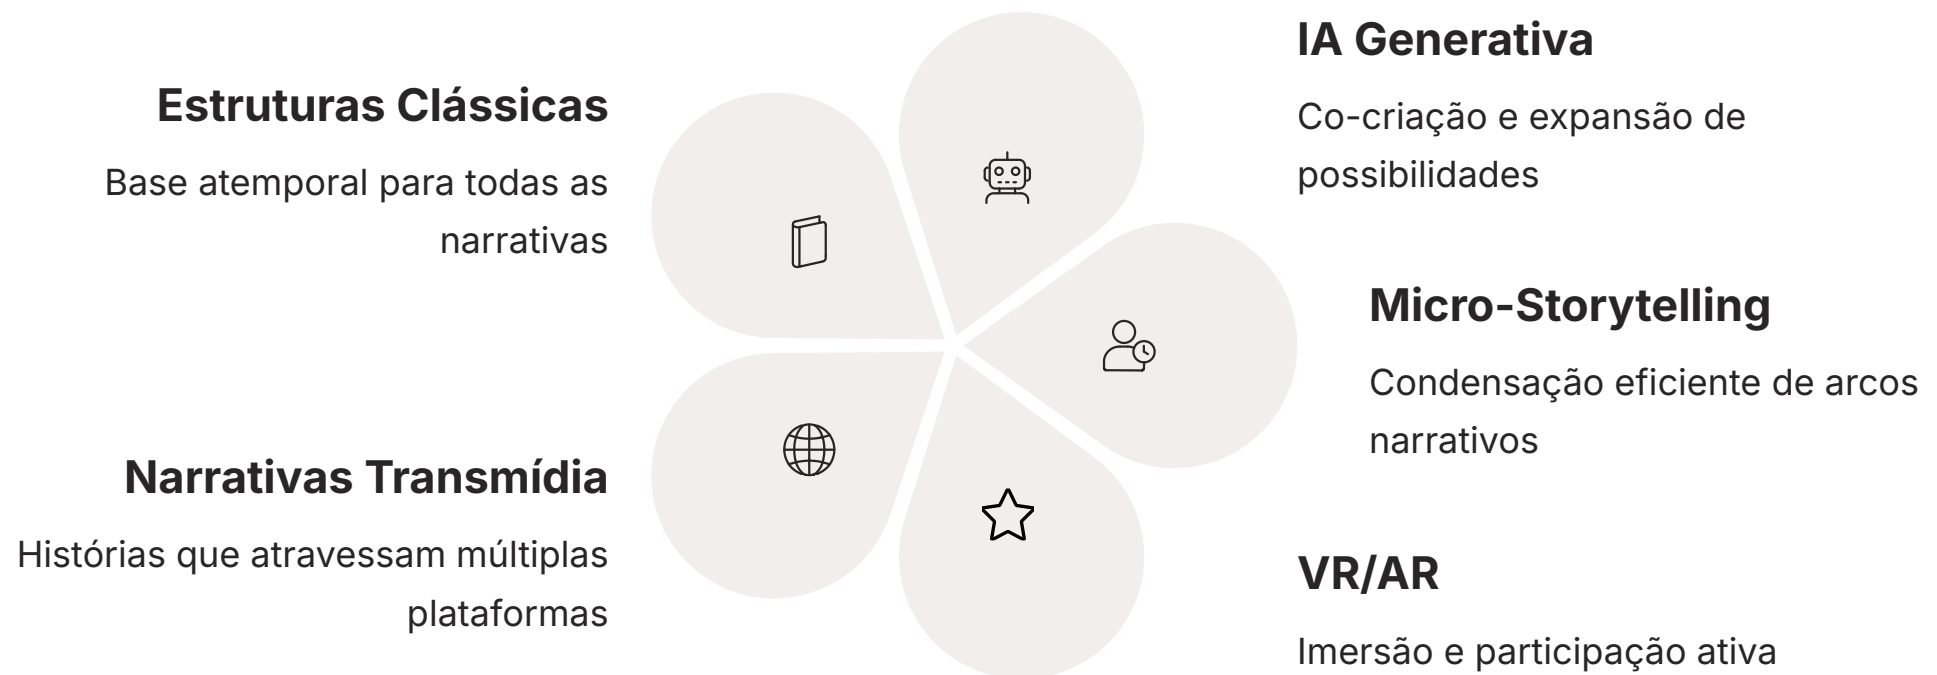 Estruturas Clássicas
Base atemporal para todas as
narrativas
Narrativas Transmídia
Histórias que atravessam múltiplas
plataformas
IA Generativa
Co-criação e expansão de
possibilidades
Micro-Storytelling
Condensação eficiente de arcos
narrativos
VR/AR
Imersão e participação ativa